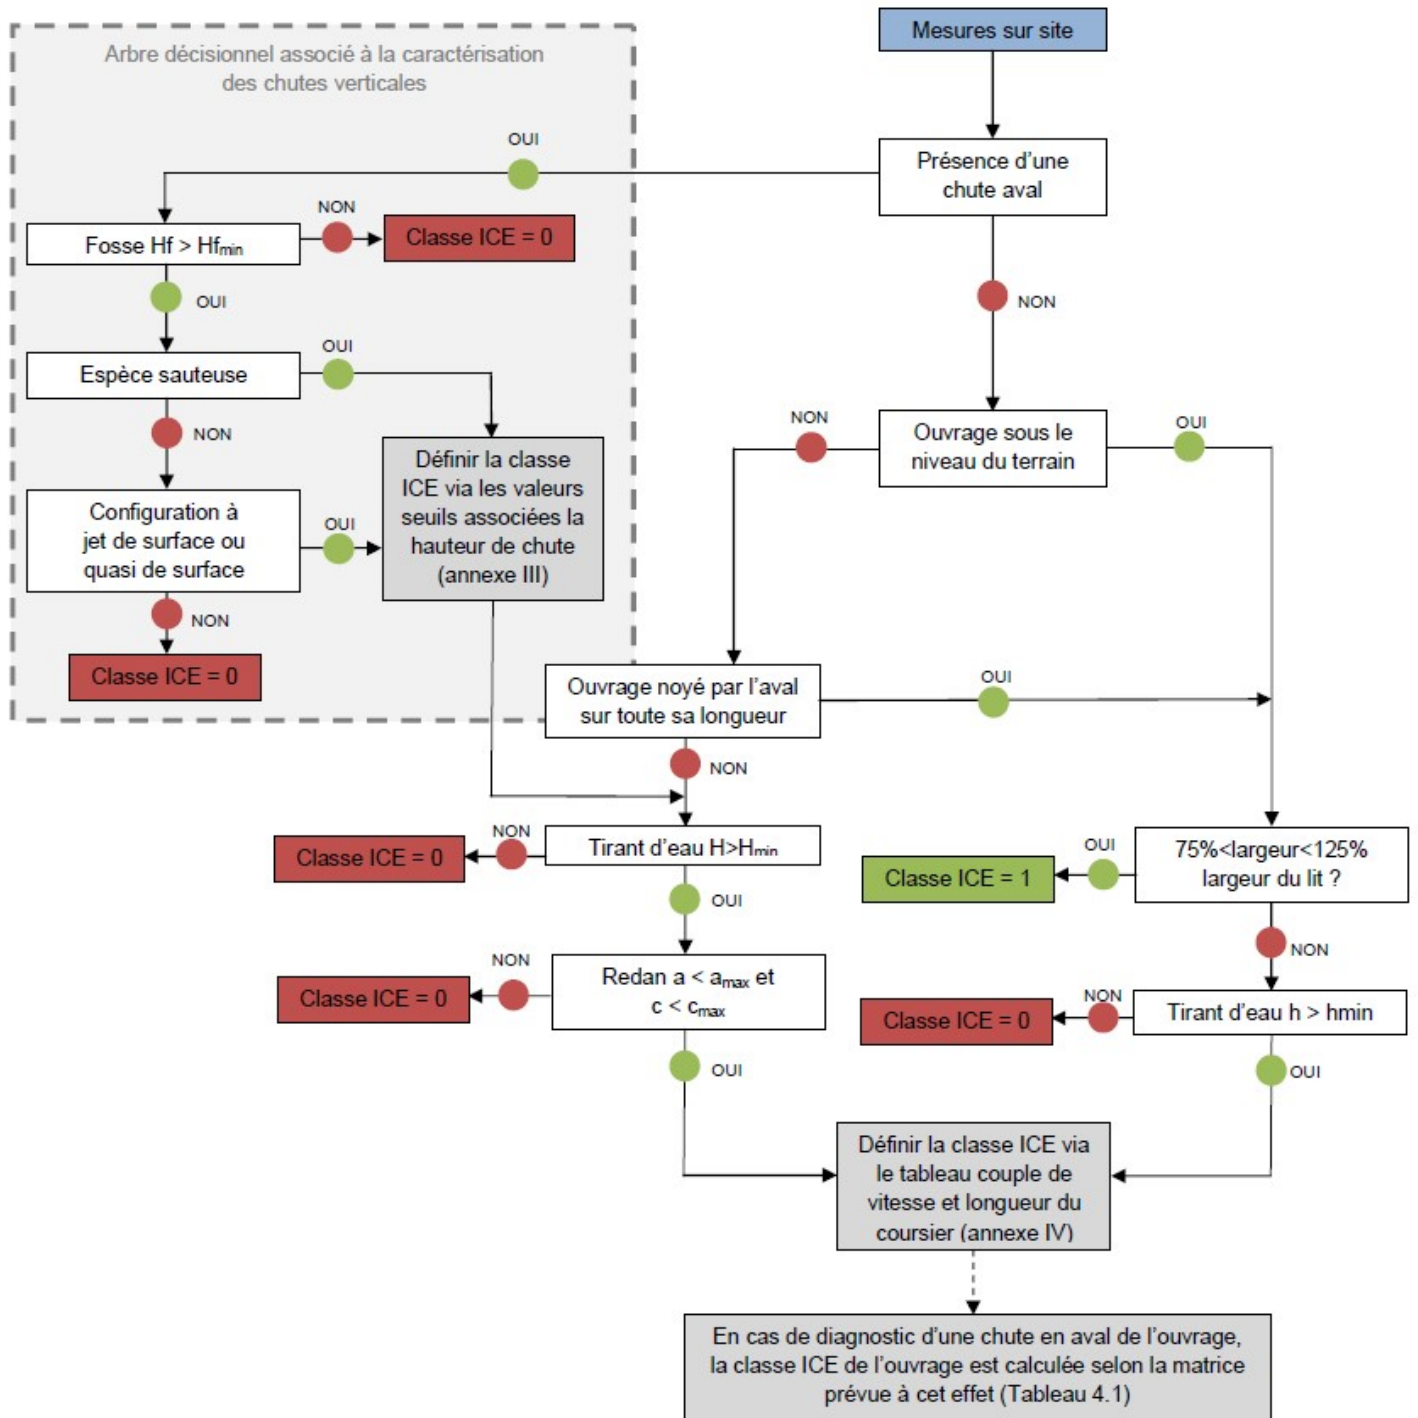 Mesures sur site
Arbre décisionnel associé à la caractérisation
des chutes verticales
OUI
Présence d'une
chute aval
NON
Fosse Hf > Hfmin
Classe ICE = 0
OUI
NON
Espèce sauteuse
OUI
NON
Ouvrage sous le
niveau du terrain
NON
OUI
Définir la classe
ICE via les valeurs
seuils associées la
hauteur de chute
(annexe III)
Configuration à
jet de surface ou
quasi de surface
OUI
NON
Classe ICE = 0
Ouvrage noyé par l'aval
sur toute sa longueur
OUI
NON
Tirant d'eau H>Hmin
NON
Classe ICE = 0
OUI
75%<largeur<125%
largeur du lit ?
OUI
Classe ICE = 1
NON
Redan a < amax et
c < cmax
NON
Classe ICE = 0
OUI
Tirant d'eau h > hmin
NON
Classe ICE = 0
OUI
Définir la classe ICE via
le tableau couple de
vitesse et longueur du
coursier (annexe IV)
En cas de diagnostic d'une chute en aval de l'ouvrage,
la classe ICE de l'ouvrage est calculée selon la matrice
prévue à cet effet (Tableau 4.1)